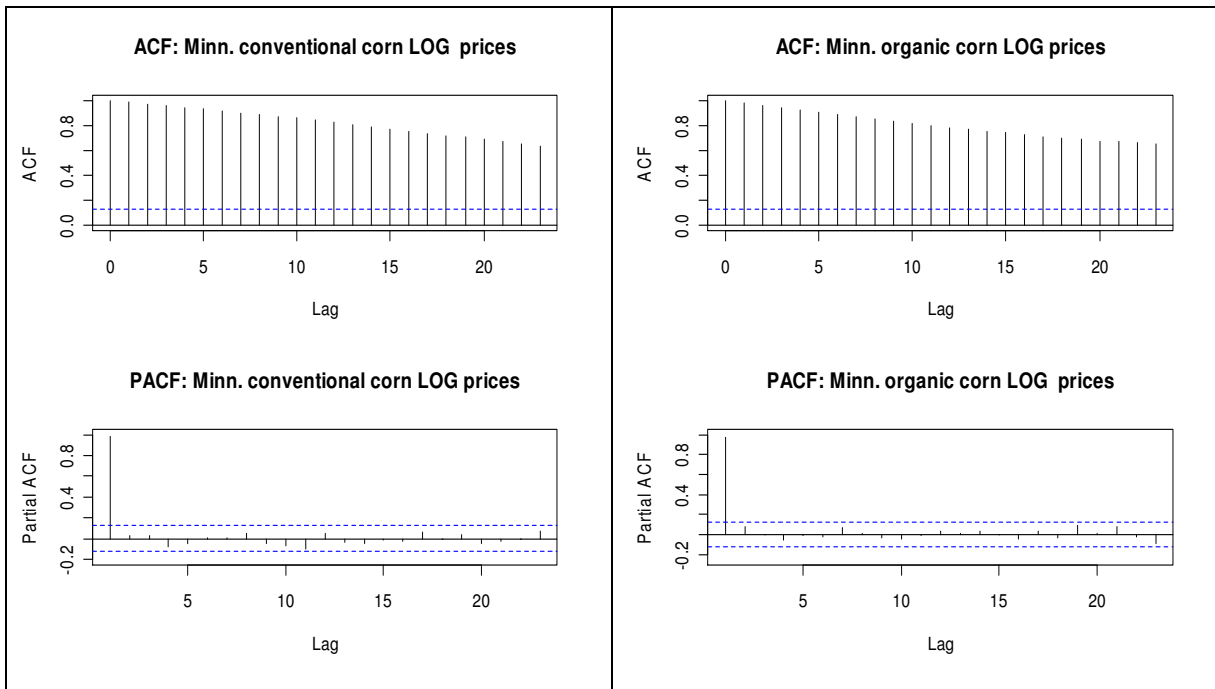 ACF: Minn. conventional corn LOG prices
ACF
0.0 0.4 0.8
0 5 10 15 20
Lag
PACF: Minn. conventional corn LOG prices
Partial ACF
-0.2 0.4 0.8
5 10 15 20
Lag
ACF: Minn. organic corn LOG prices
ACF
0.0 0.4 0.8
0 5 10 15 20
Lag
PACF: Minn. organic corn LOG prices
Partial ACF
-0.2 0.4 0.8
5 10 15 20
Lag